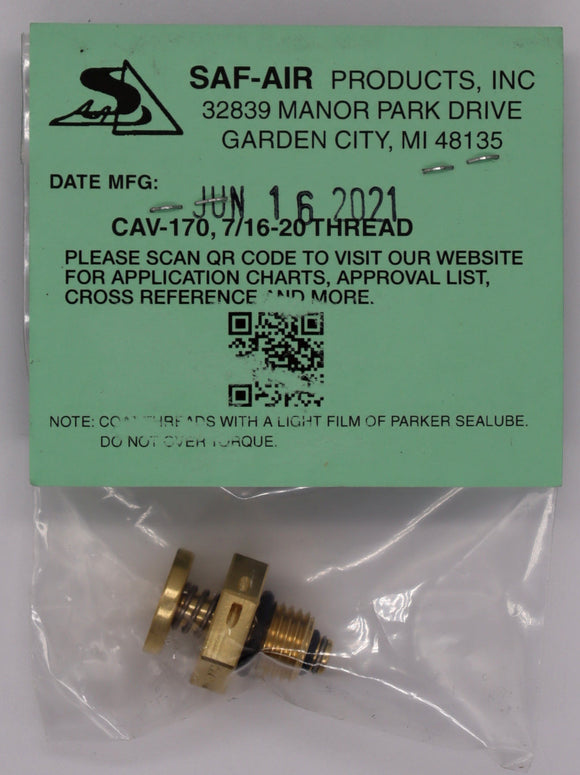 SAF-AIR PRODUCTS, INC
32839 MANOR PARK DRIVE
GARDEN CITY, MI 48135
DATE MFG: JUN 16 2021
CAV-170, 7/16-20 THREAD
PLEASE SCAN QR CODE TO VISIT OUR WEBSITE
FOR APPLICATION CHARTS, APPROVAL LIST,
CROSS REFERENCE AND MORE.
NOTE: COAT THREADS WITH A LIGHT FILM OF PARKER SEALUBE.
DO NOT OVER TORQUE.